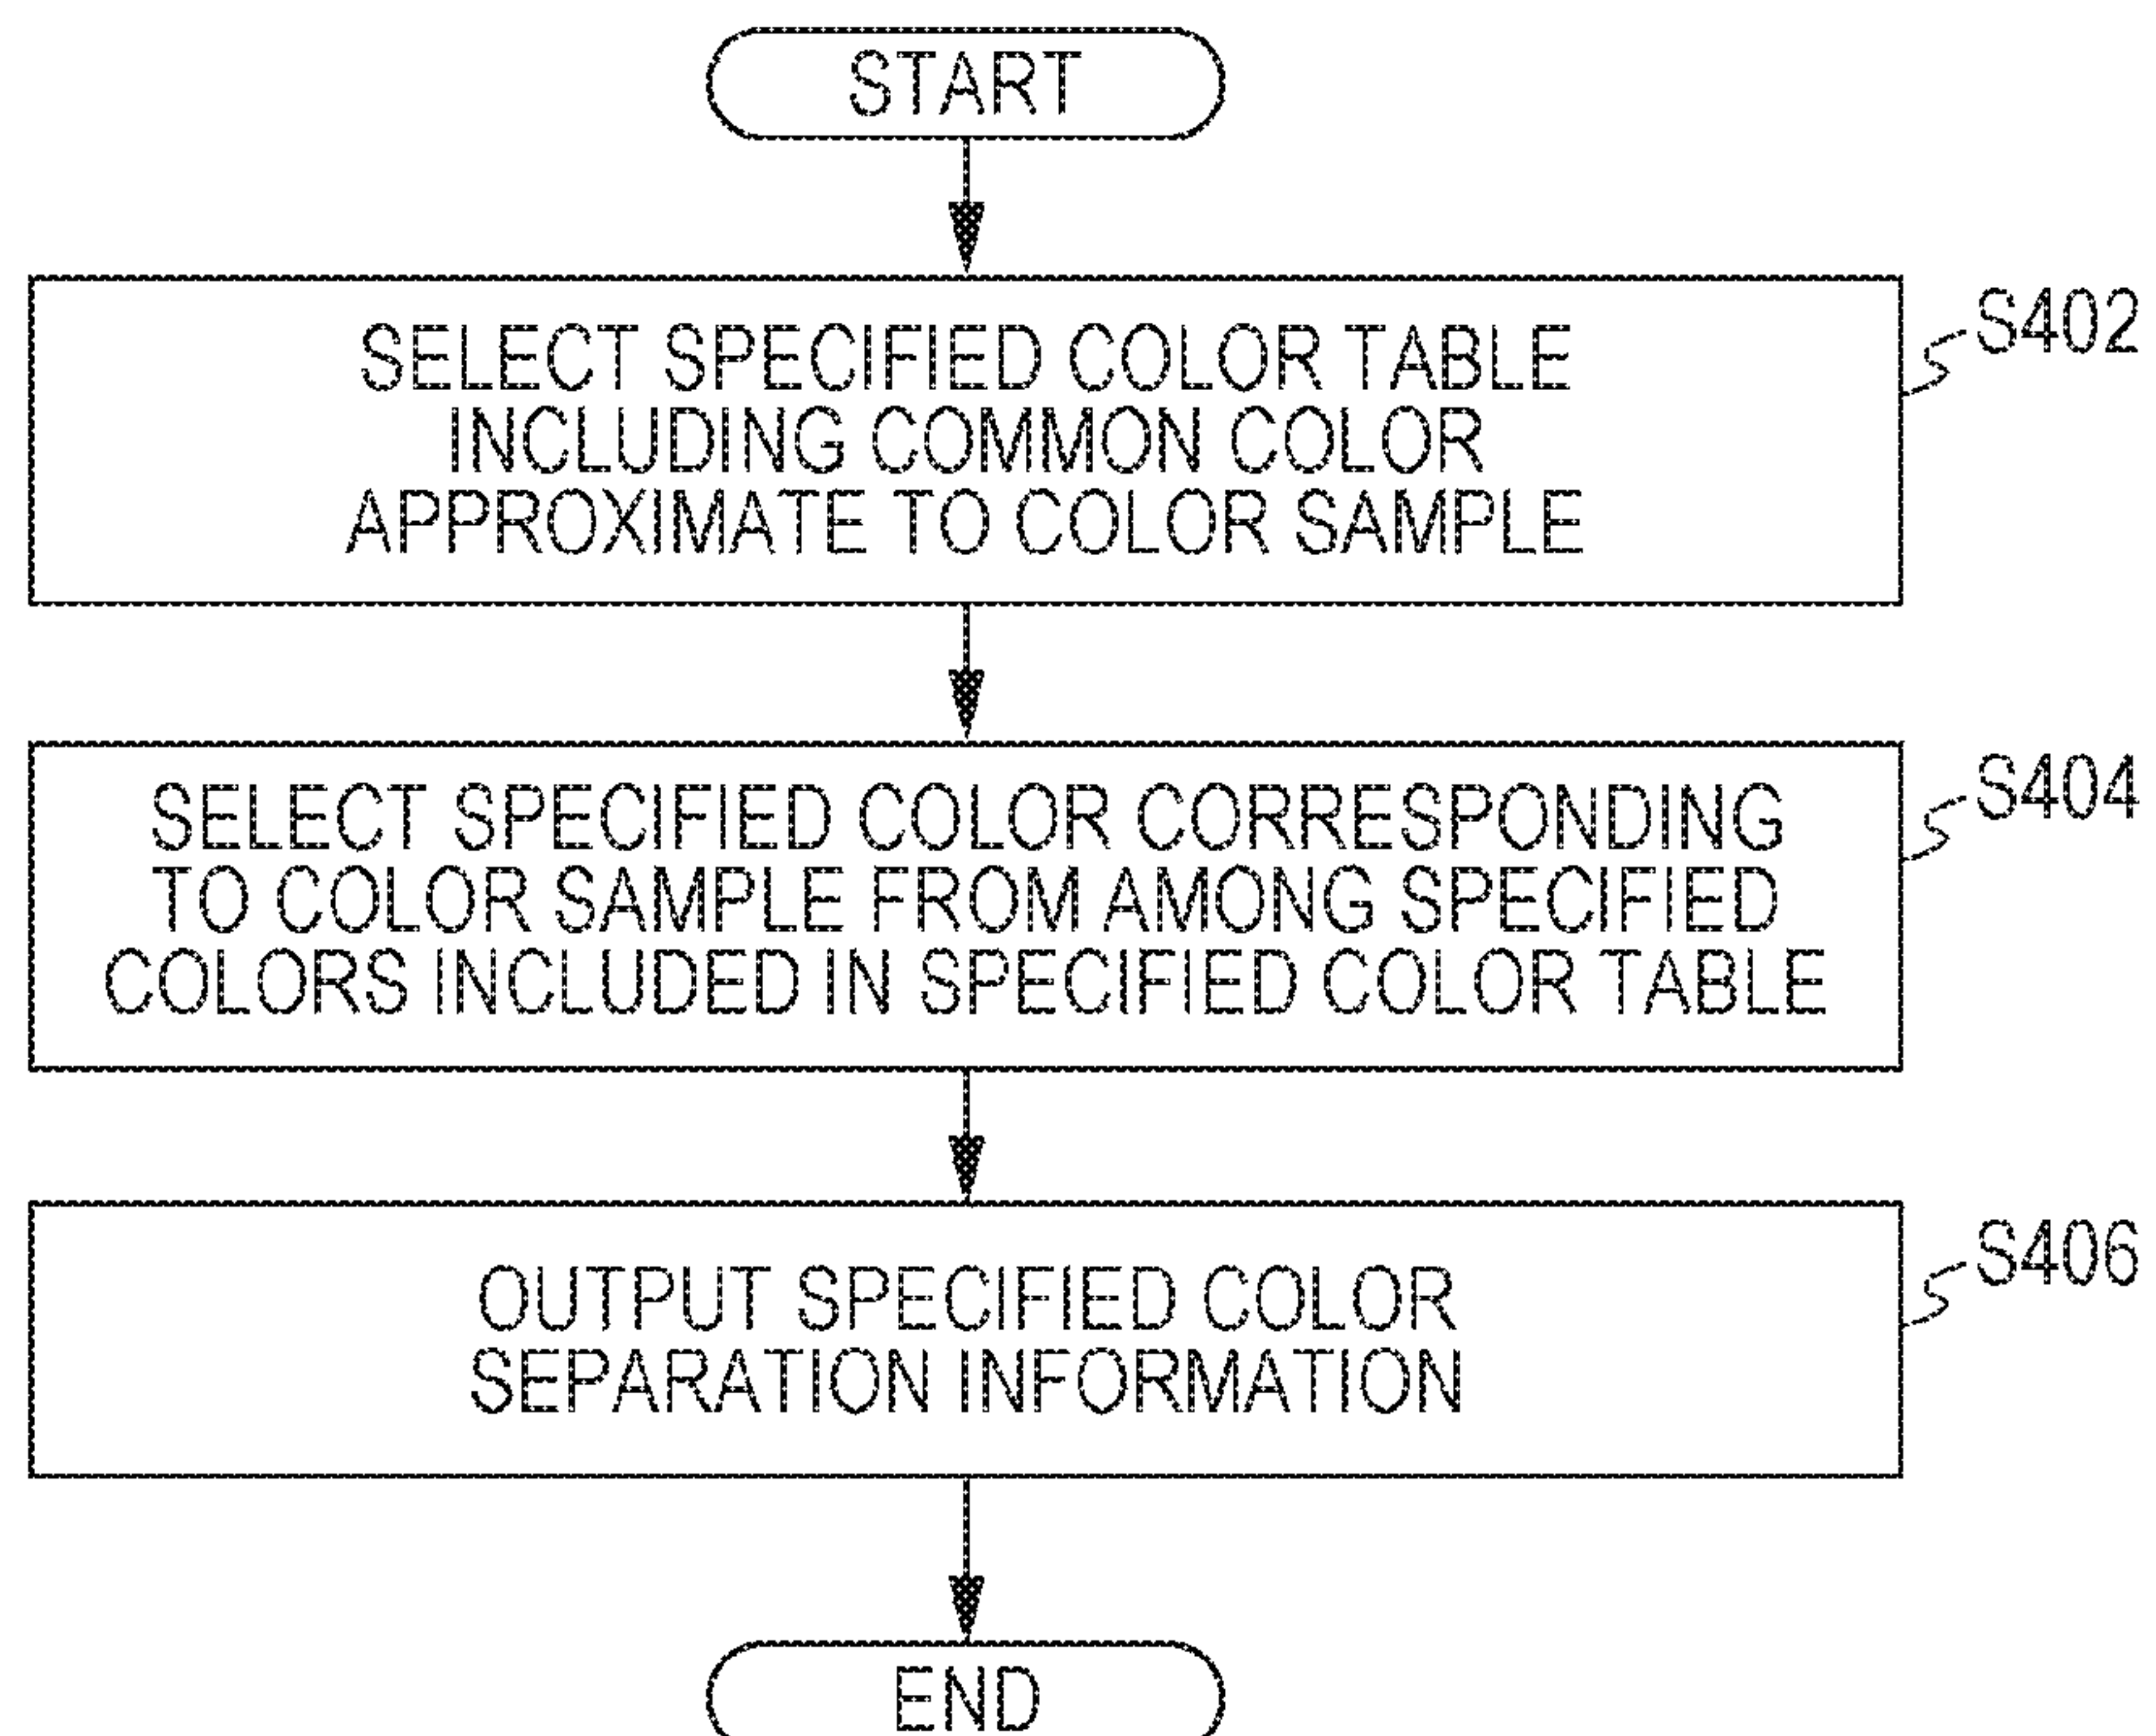 START
SELECT SPECIFIED COLOR TABLE
INCLUDING COMMON COLOR
APPROXIMATE TO COLOR SAMPLE
S402
SELECT SPECIFIED COLOR CORRESPONDING
TO COLOR SAMPLE FROM AMONG SPECIFIED
COLORS INCLUDED IN SPECIFIED COLOR TABLE
S404
OUTPUT SPECIFIED COLOR
SEPARATION INFORMATION
S406
END